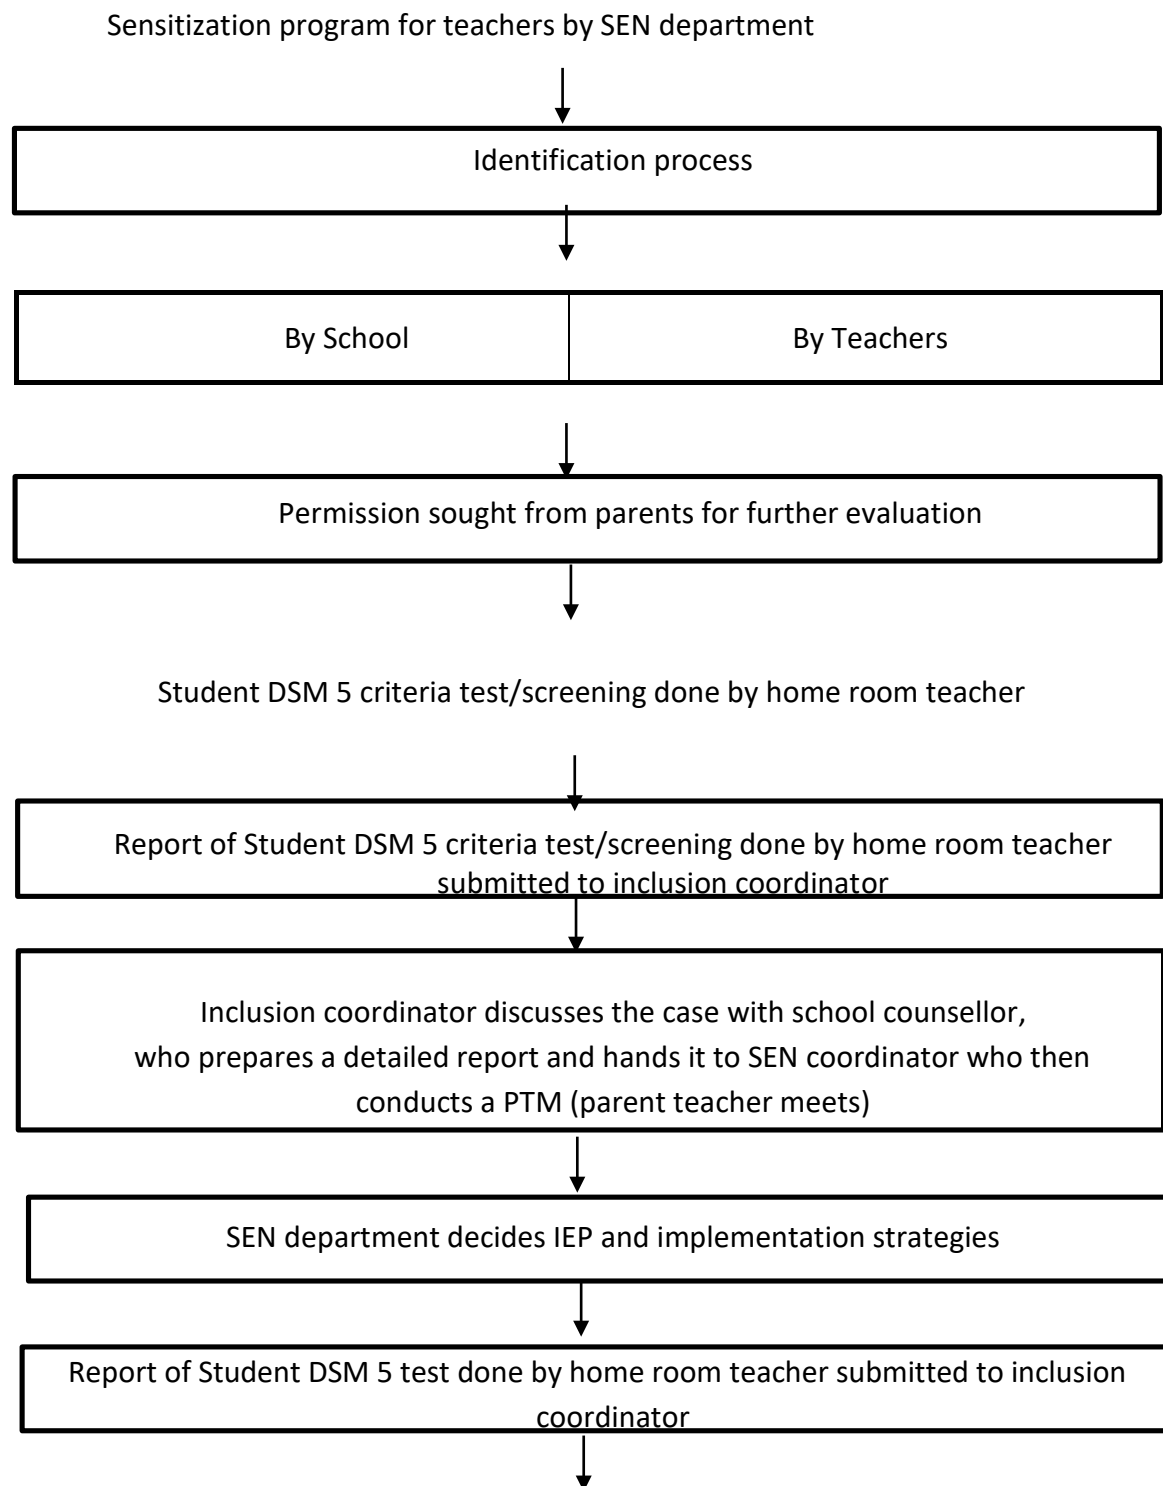 Sensitization program for teachers by SEN department
Identification process
By School
By Teachers
Permission sought from parents for further evaluation
Student DSM 5 criteria test/screening done by home room teacher
Report of Student DSM 5 criteria test/screening done by home room teacher
submitted to inclusion coordinator
Inclusion coordinator discusses the case with school counsellor,
who prepares a detailed report and hands it to SEN coordinator who then
conducts a PTM (parent teacher meets)
SEN department decides IEP and implementation strategies
Report of Student DSM 5 test done by home room teacher submitted to inclusion
coordinator